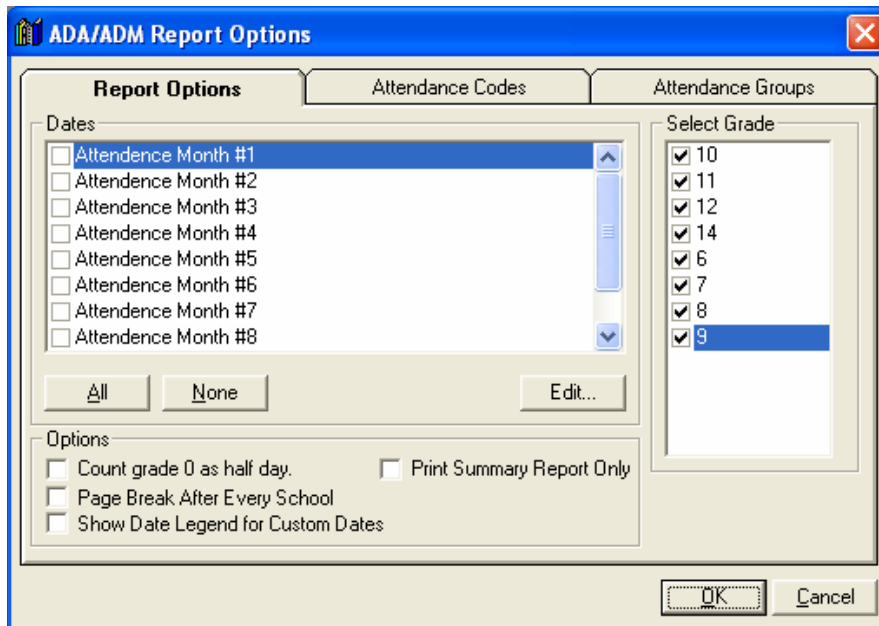 ADA/ADM Report Options
Report Options
Attendance Codes
Attendance Groups
Dates
Attendence Month #1
Attendence Month #2
Attendence Month #3
Attendence Month #4
Attendence Month #5
Attendence Month #6
Attendence Month #7
Attendence Month #8
All
None
Edit...
Select Grade
10
11
12
14
6
7
8
9
Options
Count grade 0 as half day.
Print Summary Report Only
Page Break After Every School
Show Date Legend for Custom Dates
OK
Cancel